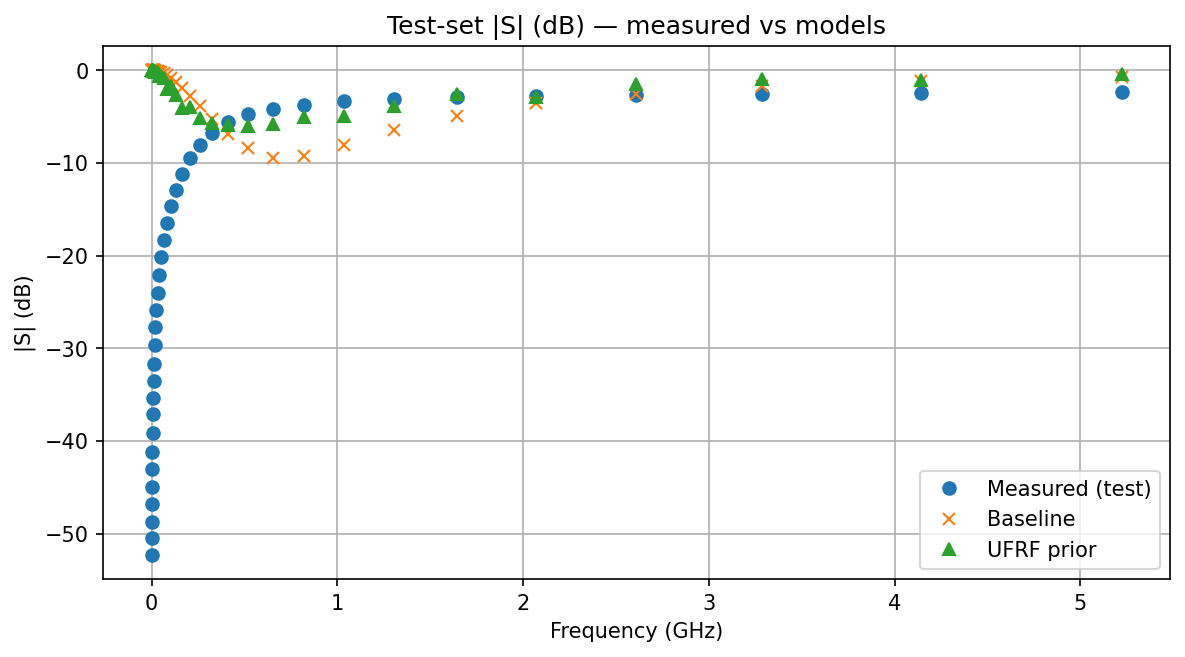 Test-set |S| (dB) — measured vs models
|S| (dB)
0
−10
−20
−30
−40
−50
0 1 2 3 4 5
Frequency (GHz)
Measured (test)
Baseline
UFRF prior